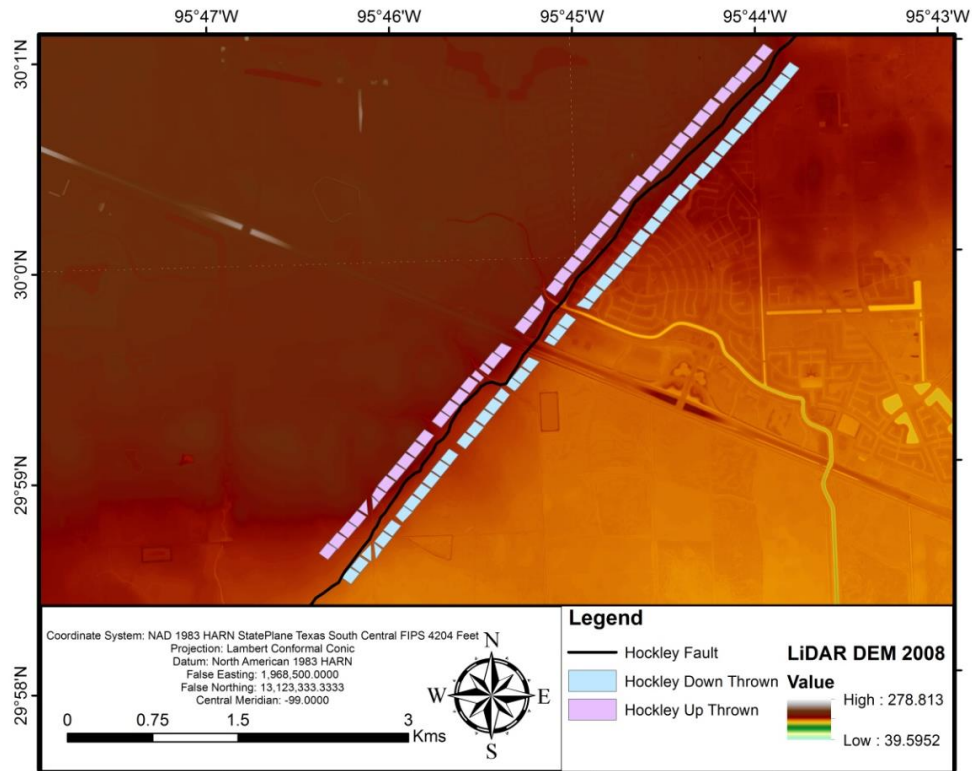 95°47'W 95°46'W 95°45'W 95°44'W 95°43'W
30°1'N
30°0'N
29°59'N
29°58'N
Coordinate System: NAD 1983 HARN StatePlane Texas South Central FIPS 4204 Feet
Projection: Lambert Conformal Conic
Datum: North American 1983 HARN
False Easting: 1,968,500.0000
False Northing: 13,123,333.3333
Central Meridian: -99.0000
0 0.75 1.5 3
Kms
N
W E
S
Legend
Hockley Fault
Hockley Down Thrown
Hockley Up Thrown
LiDAR DEM 2008
Value
High : 278.813
Low : 39.5952